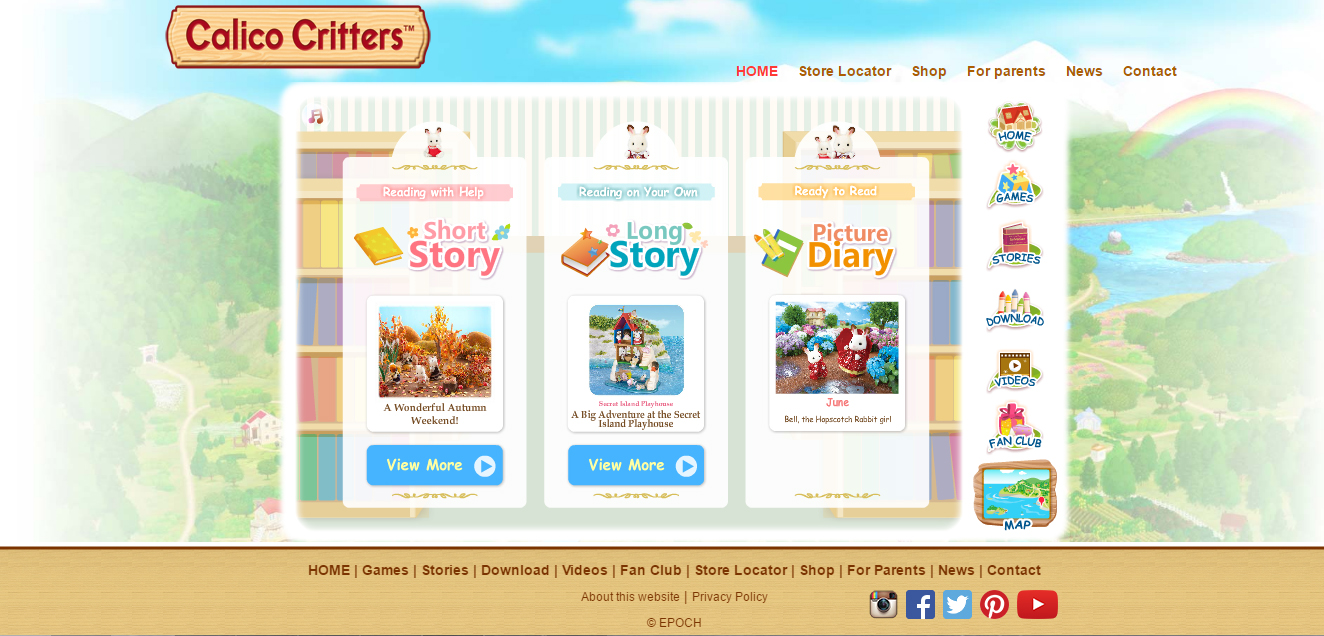 Calico Critters™
HOME Store Locator Shop For parents News Contact
Reading with Help
Short
Story
A Wonderful Autumn
Weekend!
View More
Reading on Your Own
Long
Story
Secret Island Playhouse
A Big Adventure at the Secret
Island Playhouse
View More
Ready to Read
Picture
Diary
June
Bell, the Hopscotch Rabbit girl
HOME
GAMES
STORIES
DOWNLOAD
VIDEOS
FAN CLUB
MAP
HOME | Games | Stories | Download | Videos | Fan Club | Store Locator | Shop | For Parents | News | Contact
About this website | Privacy Policy
© EPOCH